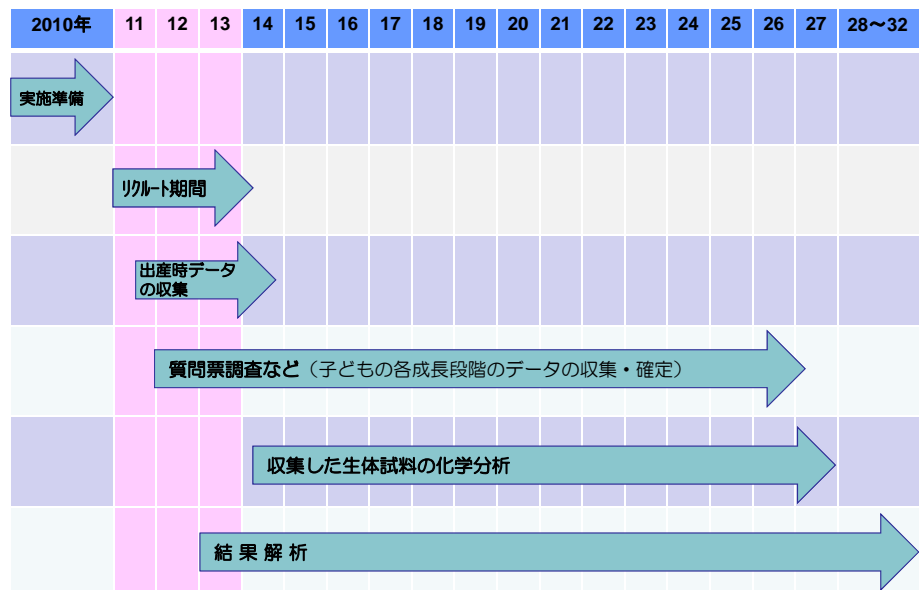 2010年 11 12 13 14 15 16 17 18 19 20 21 22 23 24 25 26 27 28～32
実施準備
ﾘｸﾙｰﾄ期間
出産時データ
の収集
質問票調査など（子どもの各成長段階のデータの収集・確定）
収集した生体試料の化学分析
結 果 解 析